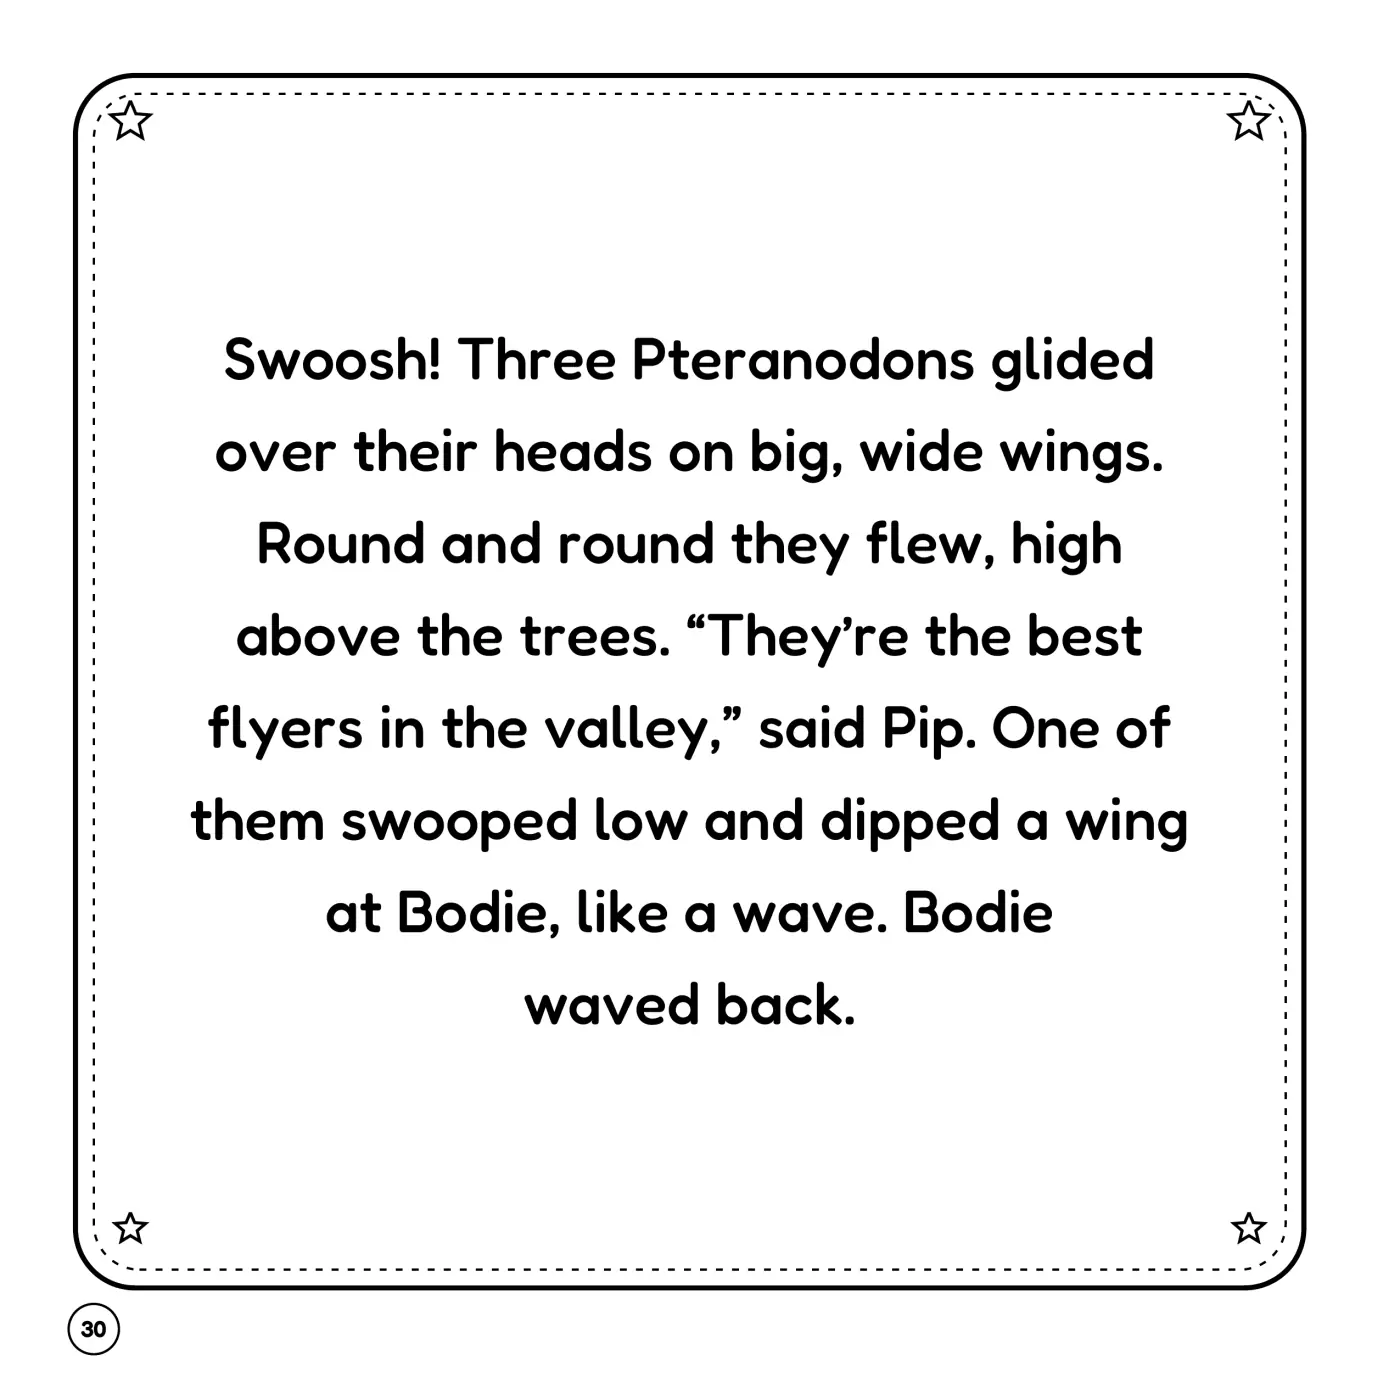 Swoosh! Three Pteranodons glided
over their heads on big, wide wings.
Round and round they flew, high
above the trees. “They’re the best
flyers in the valley,” said Pip. One of
them swooped low and dipped a wing
at Bodie, like a wave. Bodie
waved back.
30